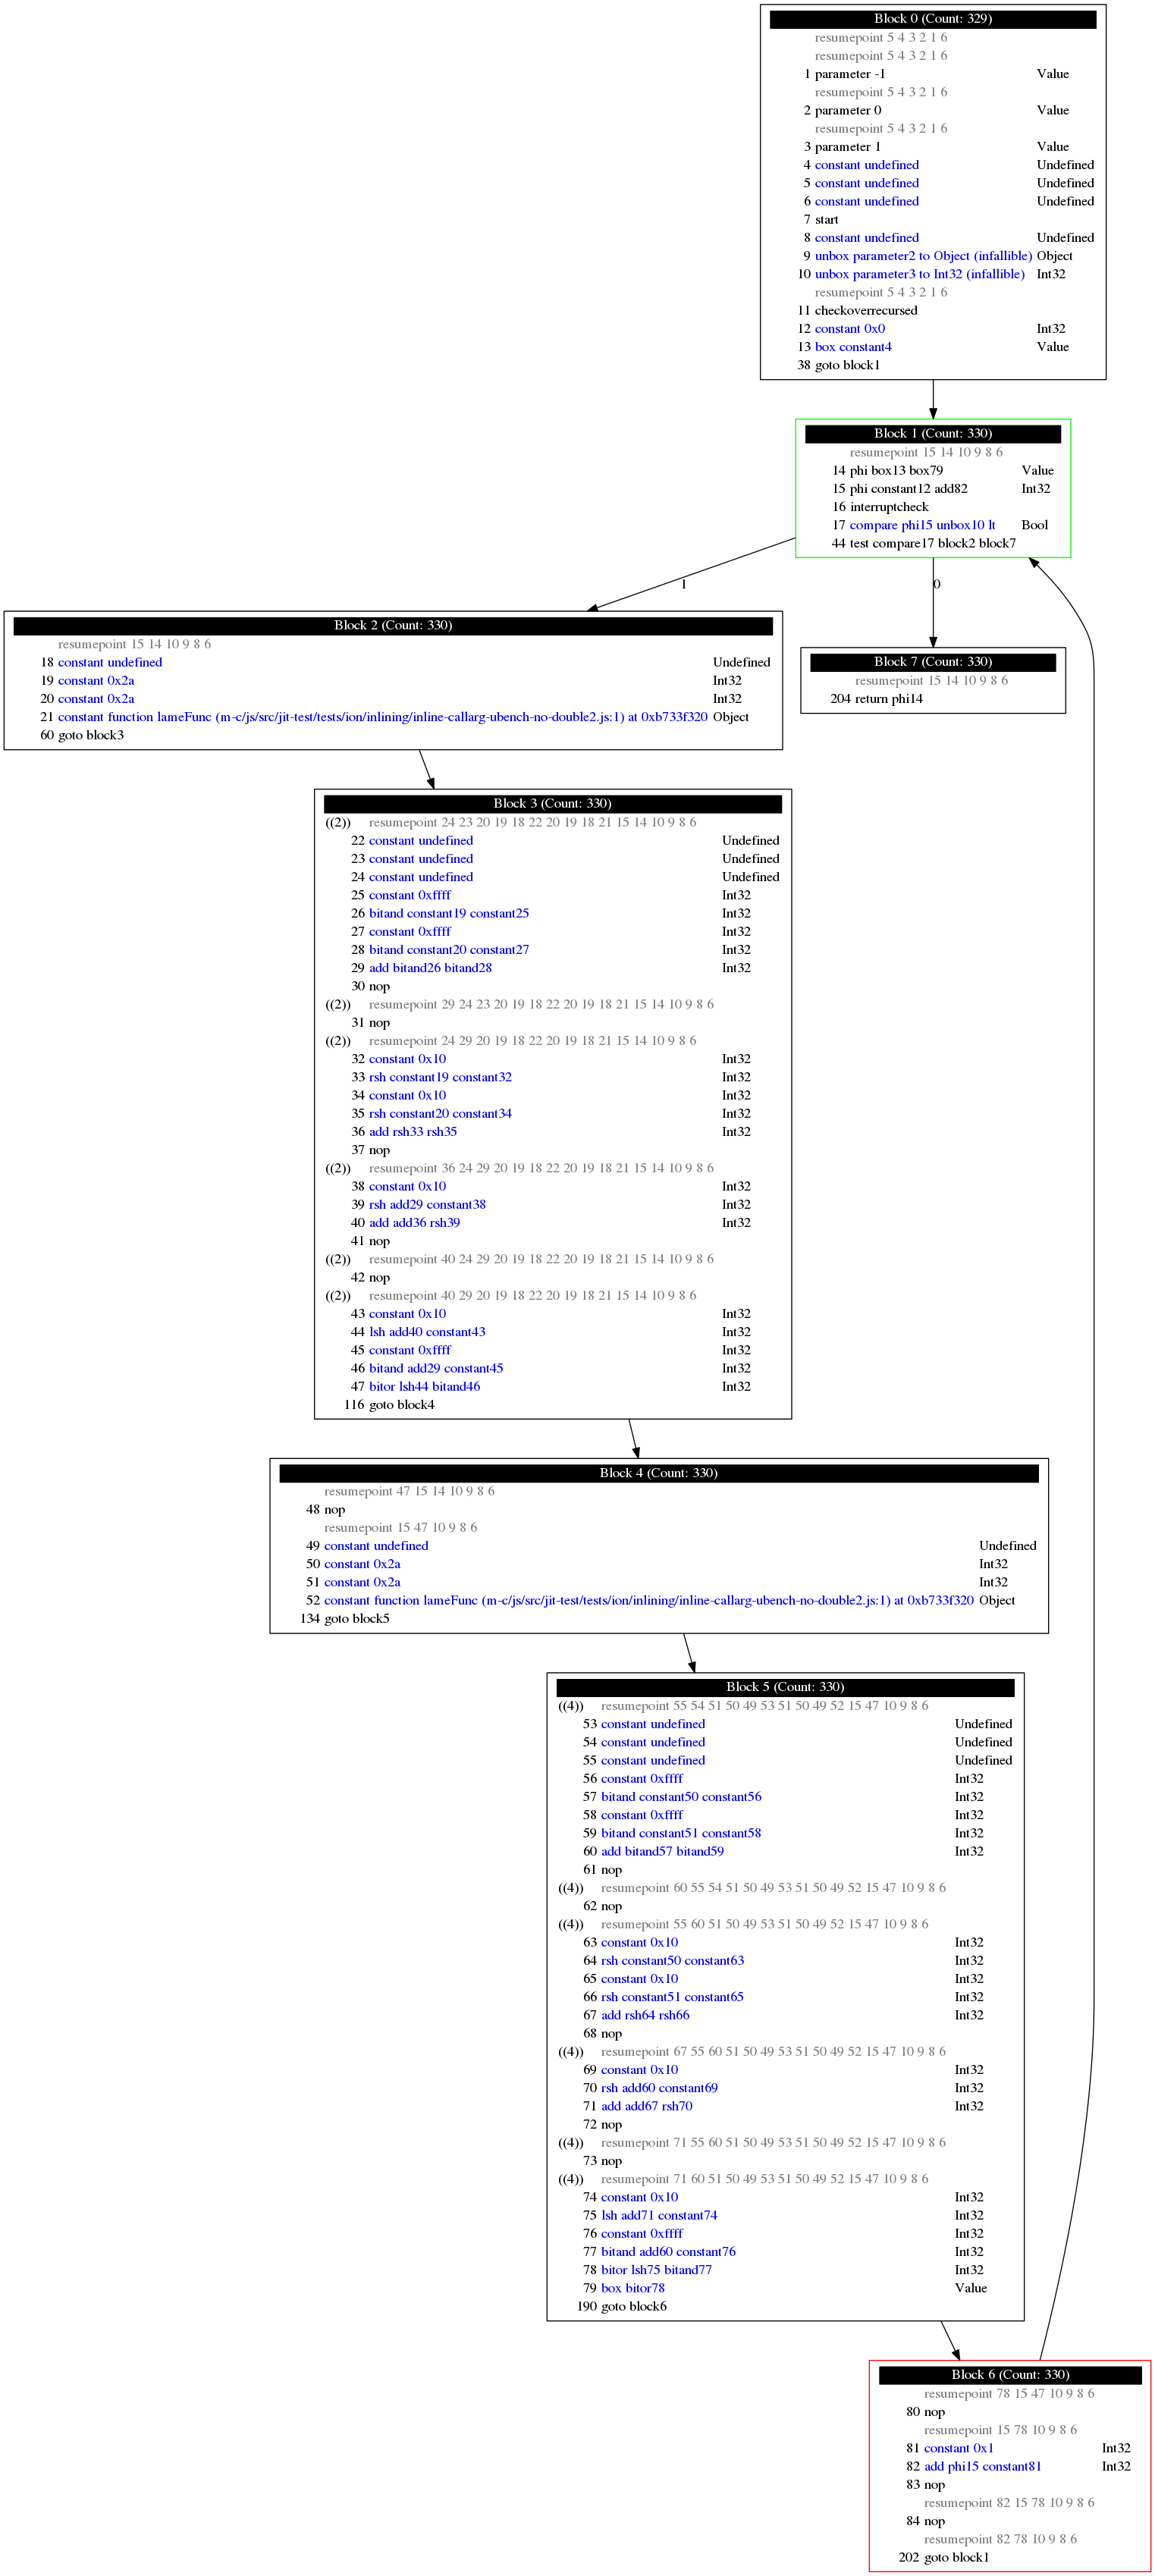 Block 0 (Count: 329)
resumepoint 5 4 3 2 1 6
resumepoint 5 4 3 2 1 6
1 parameter -1 Value
resumepoint 5 4 3 2 1 6
2 parameter 0 Value
resumepoint 5 4 3 2 1 6
3 parameter 1 Value
4 constant undefined Undefined
5 constant undefined Undefined
6 constant undefined Undefined
7 start
8 constant undefined Undefined
9 unbox parameter2 to Object (infallible) Object
10 unbox parameter3 to Int32 (infallible) Int32
resumepoint 5 4 3 2 1 6
11 checkoverrecursed
12 constant 0x0 Int32
13 box constant4 Value
38 goto block1
Block 1 (Count: 330)
resumepoint 15 14 10 9 8 6
14 phi box13 box79 Value
15 phi constant12 add82 Int32
16 interruptcheck
17 compare phi15 unbox10 lt Bool
44 test compare17 block2 block7
1
0
Block 2 (Count: 330)
resumepoint 15 14 10 9 8 6
18 constant undefined Undefined
19 constant 0x2a Int32
20 constant 0x2a Int32
21 constant function lameFunc (m-c/js/src/jit-test/tests/ion/inlining/inline-callarg-ubench-no-double2.js:1) at 0xb733f320 Object
60 goto block3
Block 7 (Count: 330)
resumepoint 15 14 10 9 8 6
204 return phi14
Block 3 (Count: 330)
((2)) resumepoint 24 23 20 19 18 22 20 19 18 21 15 14 10 9 8 6
22 constant undefined Undefined
23 constant undefined Undefined
24 constant undefined Undefined
25 constant 0xffff Int32
26 bitand constant19 constant25 Int32
27 constant 0xffff Int32
28 bitand constant20 constant27 Int32
29 add bitand26 bitand28 Int32
30 nop
((2)) resumepoint 29 24 23 20 19 18 22 20 19 18 21 15 14 10 9 8 6
31 nop
((2)) resumepoint 24 29 20 19 18 22 20 19 18 21 15 14 10 9 8 6
32 constant 0x10 Int32
33 rsh constant19 constant32 Int32
34 constant 0x10 Int32
35 rsh constant20 constant34 Int32
36 add rsh33 rsh35 Int32
37 nop
((2)) resumepoint 36 24 29 20 19 18 22 20 19 18 21 15 14 10 9 8 6
38 constant 0x10 Int32
39 rsh add29 constant38 Int32
40 add add36 rsh39 Int32
41 nop
((2)) resumepoint 40 24 29 20 19 18 22 20 19 18 21 15 14 10 9 8 6
42 nop
((2)) resumepoint 40 29 20 19 18 22 20 19 18 21 15 14 10 9 8 6
43 constant 0x10 Int32
44 lsh add40 constant43 Int32
45 constant 0xffff Int32
46 bitand add29 constant45 Int32
47 bitor lsh44 bitand46 Int32
116 goto block4
Block 4 (Count: 330)
resumepoint 47 15 14 10 9 8 6
48 nop
resumepoint 15 47 10 9 8 6
49 constant undefined Undefined
50 constant 0x2a Int32
51 constant 0x2a Int32
52 constant function lameFunc (m-c/js/src/jit-test/tests/ion/inlining/inline-callarg-ubench-no-double2.js:1) at 0xb733f320 Object
134 goto block5
Block 5 (Count: 330)
((4)) resumepoint 55 54 51 50 49 53 51 50 49 52 15 47 10 9 8 6
53 constant undefined Undefined
54 constant undefined Undefined
55 constant undefined Undefined
56 constant 0xffff Int32
57 bitand constant50 constant56 Int32
58 constant 0xffff Int32
59 bitand constant51 constant58 Int32
60 add bitand57 bitand59 Int32
61 nop
((4)) resumepoint 60 55 54 51 50 49 53 51 50 49 52 15 47 10 9 8 6
62 nop
((4)) resumepoint 55 60 51 50 49 53 51 50 49 52 15 47 10 9 8 6
63 constant 0x10 Int32
64 rsh constant50 constant63 Int32
65 constant 0x10 Int32
66 rsh constant51 constant65 Int32
67 add rsh64 rsh66 Int32
68 nop
((4)) resumepoint 67 55 60 51 50 49 53 51 50 49 52 15 47 10 9 8 6
69 constant 0x10 Int32
70 rsh add60 constant69 Int32
71 add add67 rsh70 Int32
72 nop
((4)) resumepoint 71 55 60 51 50 49 53 51 50 49 52 15 47 10 9 8 6
73 nop
((4)) resumepoint 71 60 51 50 49 53 51 50 49 52 15 47 10 9 8 6
74 constant 0x10 Int32
75 lsh add71 constant74 Int32
76 constant 0xffff Int32
77 bitand add60 constant76 Int32
78 bitor lsh75 bitand77 Int32
79 box bitor78 Value
190 goto block6
Block 6 (Count: 330)
resumepoint 78 15 47 10 9 8 6
80 nop
resumepoint 15 78 10 9 8 6
81 constant 0x1 Int32
82 add phi15 constant81 Int32
83 nop
resumepoint 82 15 78 10 9 8 6
84 nop
resumepoint 82 78 10 9 8 6
202 goto block1